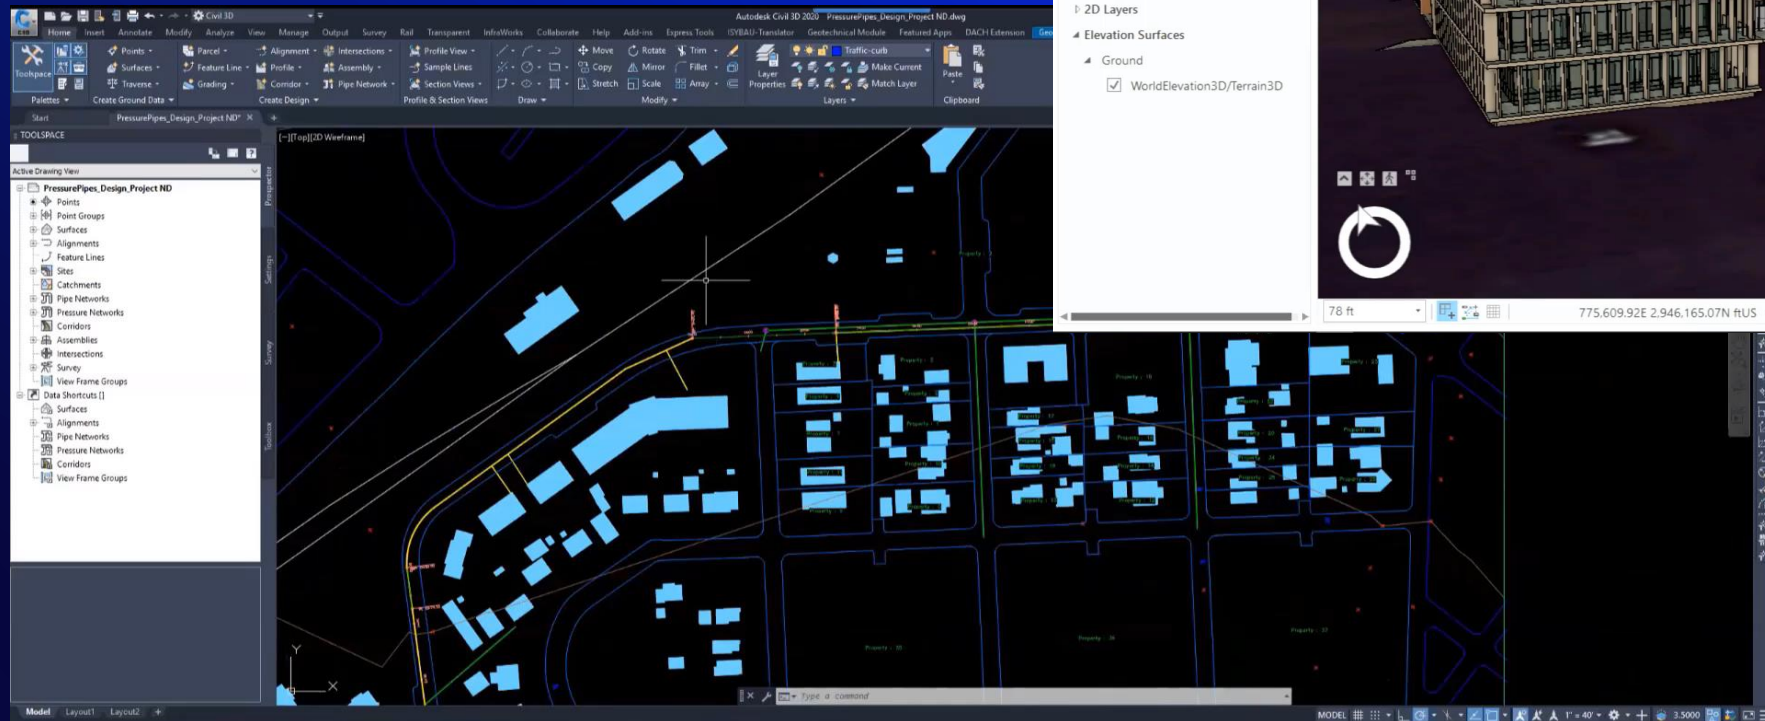 Civil 3D
Autodesk Civil 3D 2020 PressurePipes_Design_Project ND.dwg
Home Insert Annotate Modify Analyze View Manage Output Survey Rail Transparent InfraWorks Collaborate Help Add-ins Express Tools ISYBAU-Translator Geotechnical Module Featured Apps DACH Extension Geo
Toolspace
Points
Surfaces
Traverse
Parcel
Feature Line
Grading
Alignment
Profile
Corridor
Intersections
Assembly
Pipe Network
Profile View
Sample Lines
Section Views
Move
Copy
Stretch
Rotate
Mirror
Scale
Trim
Fillet
Array
Layer
Properties
Traffic-curb
Make Current
Match Layer
Paste
Palettes Create Ground Data Create Design Profile & Section Views Draw Modify Layers Clipboard
Start PressurePipes_Design_Project ND*
TOOLSPACE
Active Drawing View
PressurePipes_Design_Project ND
Points
Point Groups
Surfaces
Alignments
Feature Lines
Sites
Catchments
Pipe Networks
Pressure Networks
Corridors
Assemblies
Intersections
Survey
View Frame Groups
Data Shortcuts []
Surfaces
Alignments
Pipe Networks
Pressure Networks
Corridors
View Frame Groups
Prospector
Settings
Survey
Toolbox
[−][Top][2D Wireframe]
Y
X
Type a command
Model Layout1 Layout2 +
MODEL
1" = 40'
3.5000
2D Layers
Elevation Surfaces
Ground
WorldElevation3D/Terrain3D
78 ft
775,609.92E 2,946,165.07N ftUS